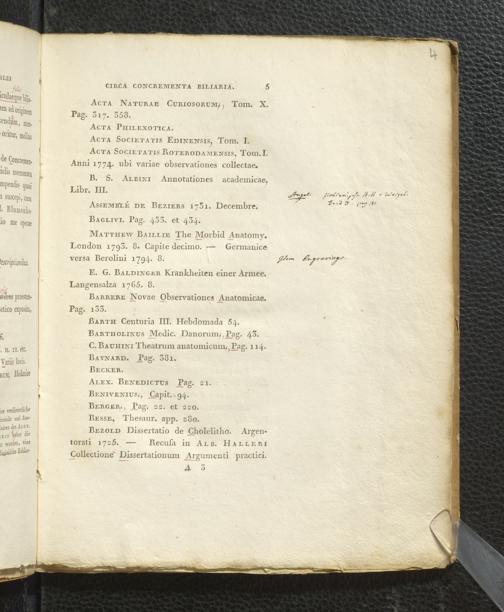 4
CIRCA CONCREMENTA BILIARIA. 5
ACTA NATURAE CURIOSORUM, Tom. X.
Pag. 317. 358.
ACTA PHILEXOTICA.
ACTA SOCIETATIS EDINENSIS, Tom. I.
ACTA SOCIETATIS ROTERODAMENSIS, Tom. I.
Anni 1774. ubi variae observationes collectae.
B. S. ALBINI Annotationes academicae,
Libr. III.
ASSEMBLÉ DE BEZIERS 1731. Decembre.
BAGLIVI. Pag. 433. et 434.
MATTHEW BAILLIE The Morbid Anatomy.
London 1793. 8. Capite decimo. — Germanice
versa Berolini 1794. 8.
Idem Engravings
E. G. BALDINGER Krankheiten einer Armee.
Langensalza 1765. 8.
BARRERE Novae Observationes Anatomicae.
Pag. 133.
BARTH Centuria III. Hebdomada 54.
BARTHOLINUS Medic. Danorum, Pag. 43.
C. BAUHINI Theatrum anatomicum, Pag. 114.
BAYNARD. Pag. 381.
BECKER.
ALEX. BENEDICTUS Pag. 21.
BENIVENIUS, Capit. 94.
BERGER, Pag. 22. et 220.
BESSE, Thesaur. app. 280.
BEZOLD Dissertatio de Cholelitho. Argen-
torati 1725. — Recusa in ALB. HALLERI
Collectione Dissertationum Argumenti practici.
A 3